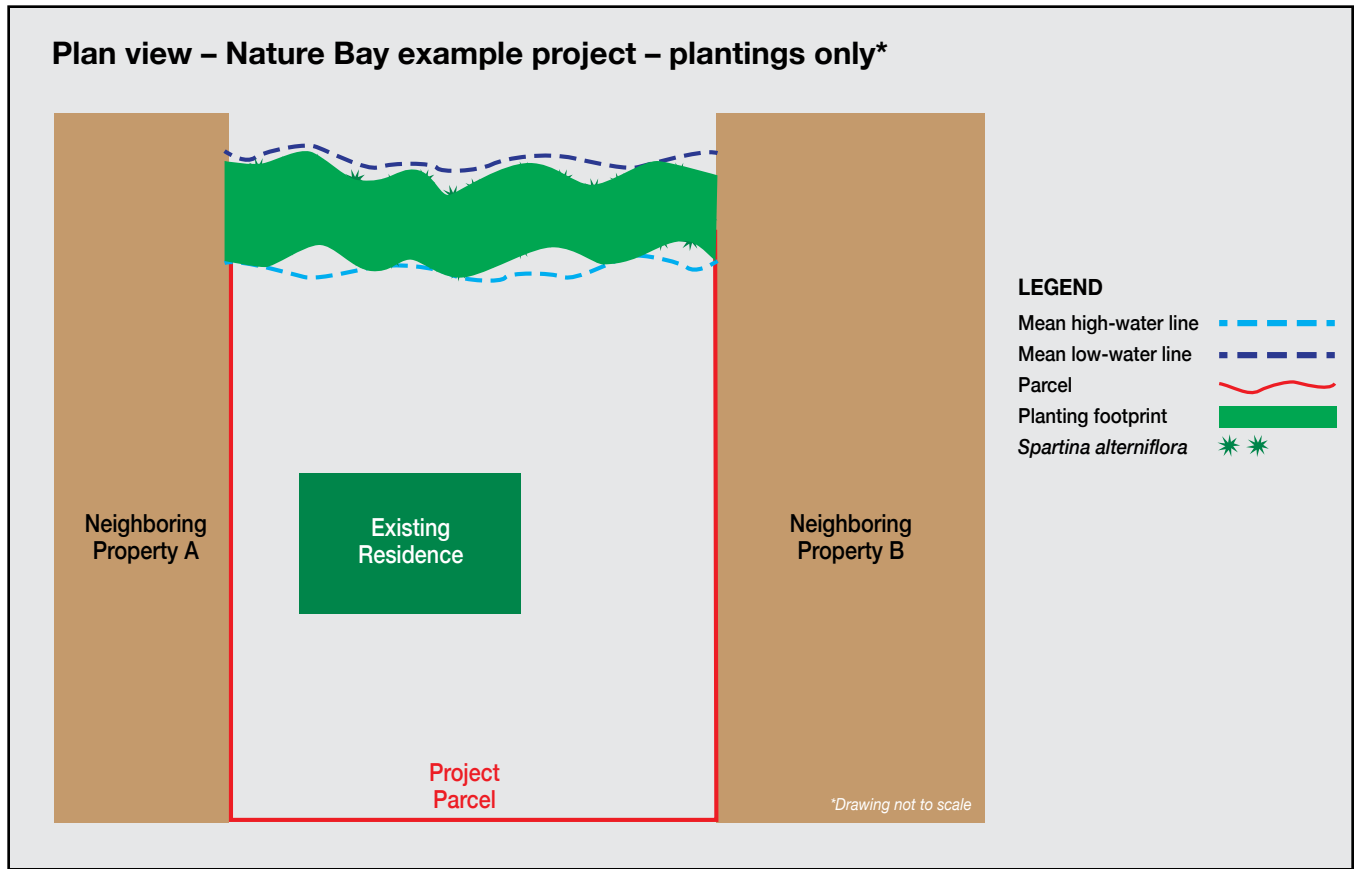 Plan view – Nature Bay example project – plantings only*
LEGEND
Mean high-water line
Mean low-water line
Parcel
Planting footprint
Spartina alterniflora
Neighboring
Property A
Existing
Residence
Neighboring
Property B
Project
Parcel
*Drawing not to scale